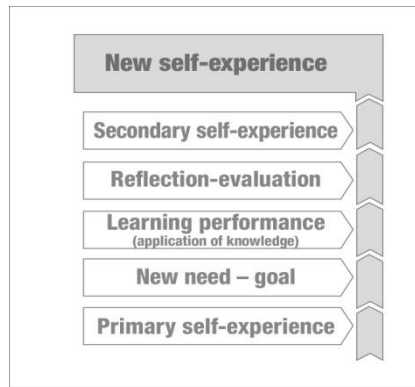 New self-experience
Secondary self-experience
Reflection-evaluation
Learning performance
(application of knowledge)
New need – goal
Primary self-experience